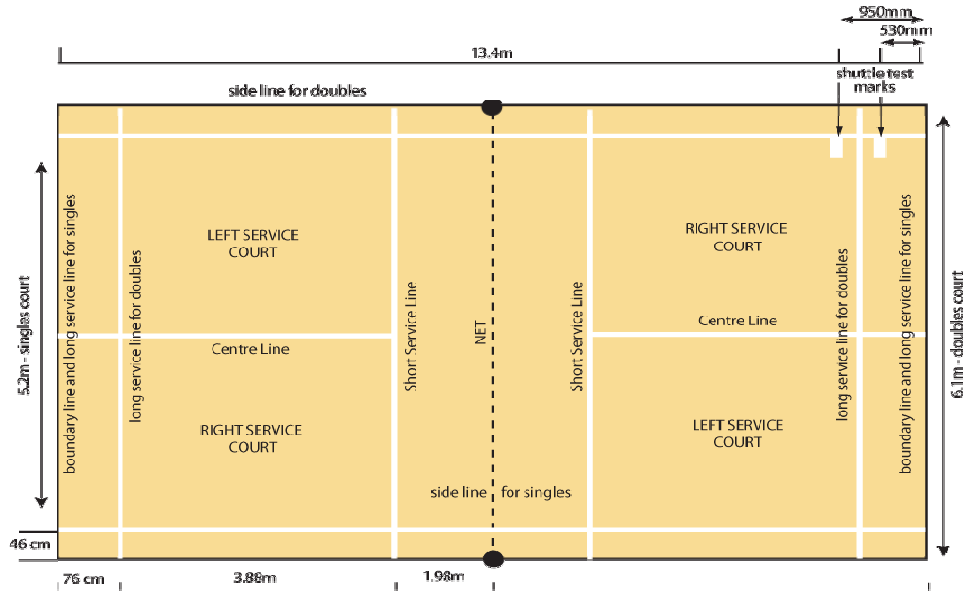 950mm
530mm
13.4m
shuttle test
marks
side line for doubles
LEFT SERVICE
COURT
RIGHT SERVICE
COURT
5.2m - singles court
boundary line and long service line for singles
long service line for doubles
Short Service Line
NET
Short Service Line
long service line for doubles
boundary line and long service line for singles
6.1m - doubles court
Centre Line
Centre Line
RIGHT SERVICE
COURT
LEFT SERVICE
COURT
side line for singles
46 cm
76 cm
3.88m
1.98m